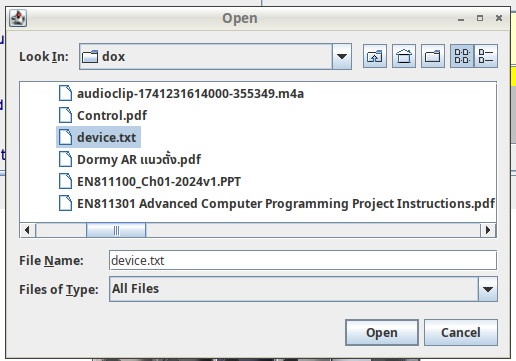 Open
Look In: dox
audioclip-1741231614000-355349.m4a
Control.pdf
device.txt
Dormy AR แนวตั้ง.pdf
EN811100_Ch01-2024v1.PPT
EN811301 Advanced Computer Programming Project Instructions.pdf
File Name: device.txt
Files of Type: All Files
Open Cancel